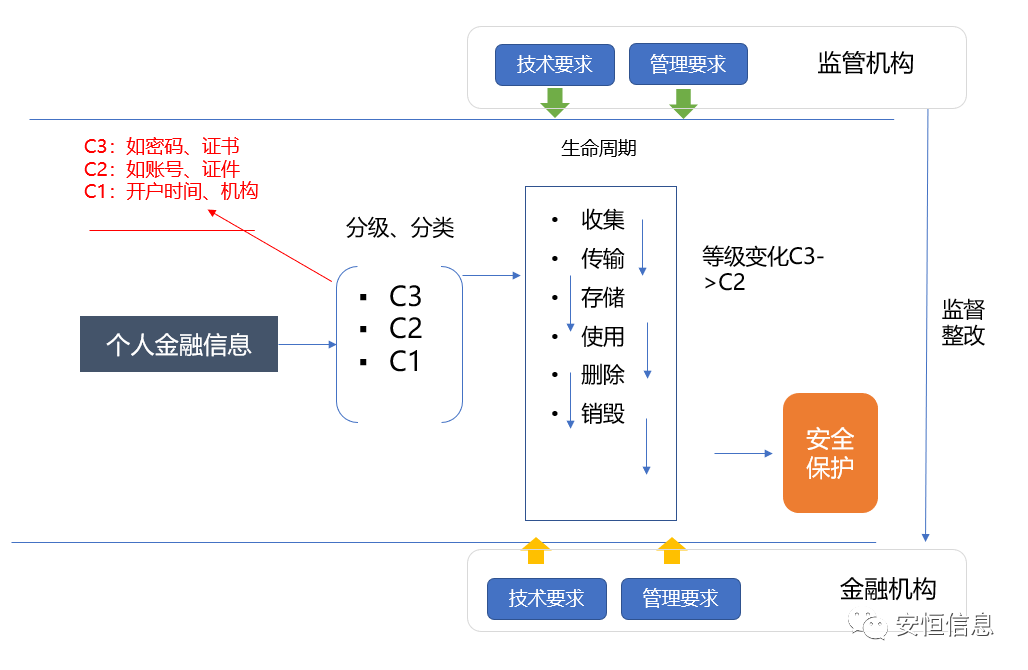 技术要求
管理要求
监管机构
C3：如密码、证书
C2：如账号、证件
C1：开户时间、机构
生命周期
分级、分类
C3
C2
C1
个人金融信息
收集
传输
存储
使用
删除
销毁
等级变化C3-
>C2
监督
整改
安全
保护
技术要求
管理要求
金融机构
安恒信息